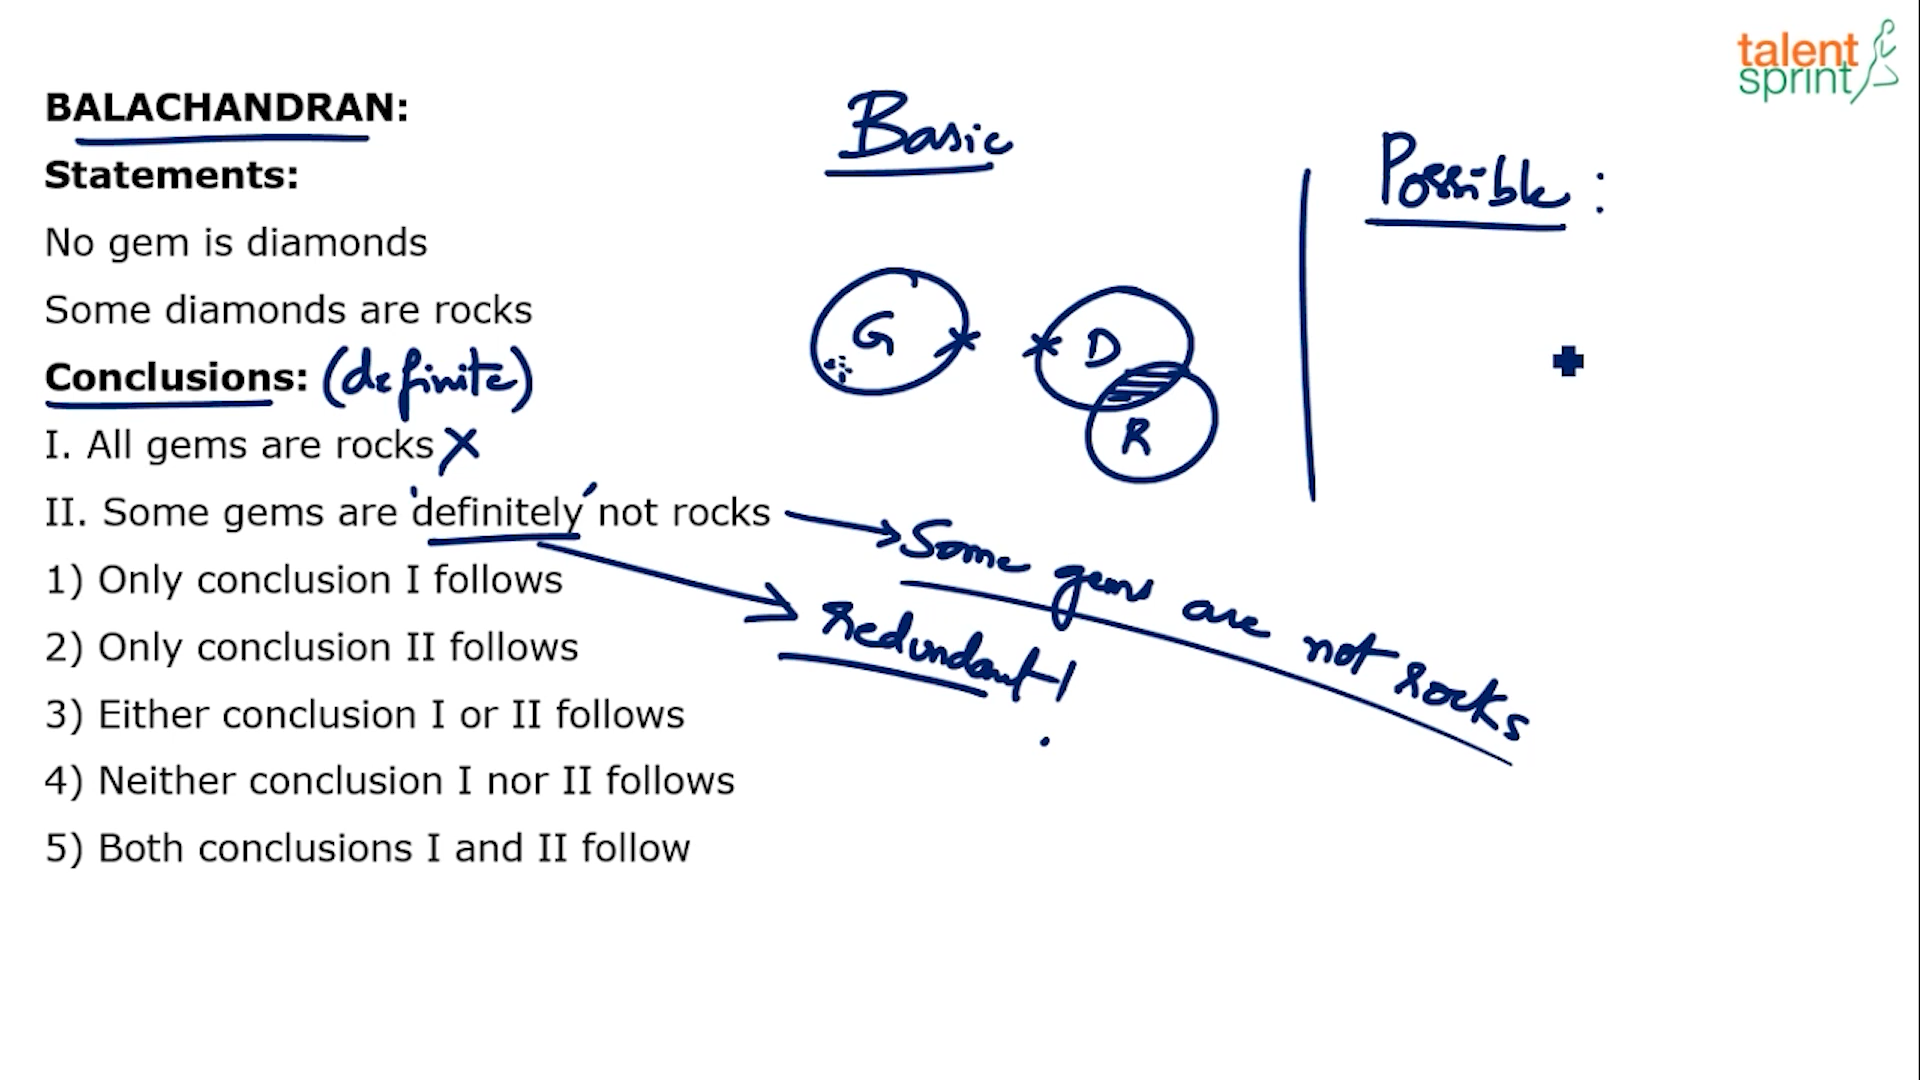 talent
sprint
BALACHANDRAN:
Statements:
No gem is diamonds
Some diamonds are rocks
Conclusions: (definite)
I. All gems are rocks X
II. Some gems are 'definitely' not rocks
1) Only conclusion I follows
2) Only conclusion II follows
3) Either conclusion I or II follows
4) Neither conclusion I nor II follows
5) Both conclusions I and II follow
Basic
G
D
R
Possible :
Some gems are not rocks
Redundant!